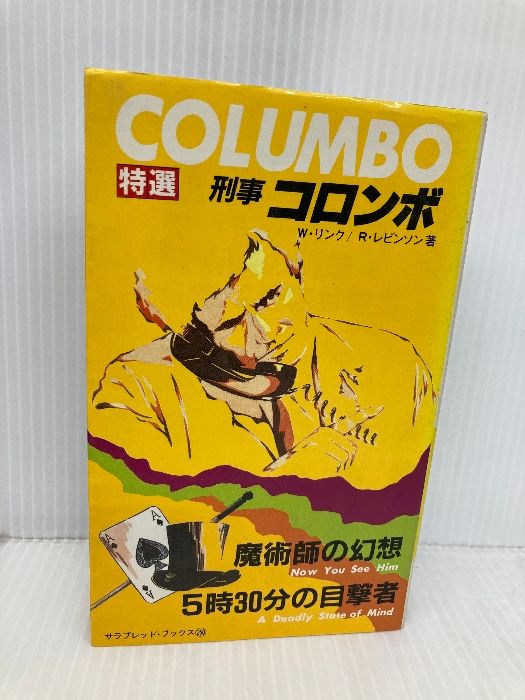 COLUMBO
特選
刑事 コロンボ
W・リンク/R・レビンソン著
A
A
魔術師の幻想
Now You See Him
5時30分の目撃者
A Deadly State of Mind
サラブレッド・ブックス